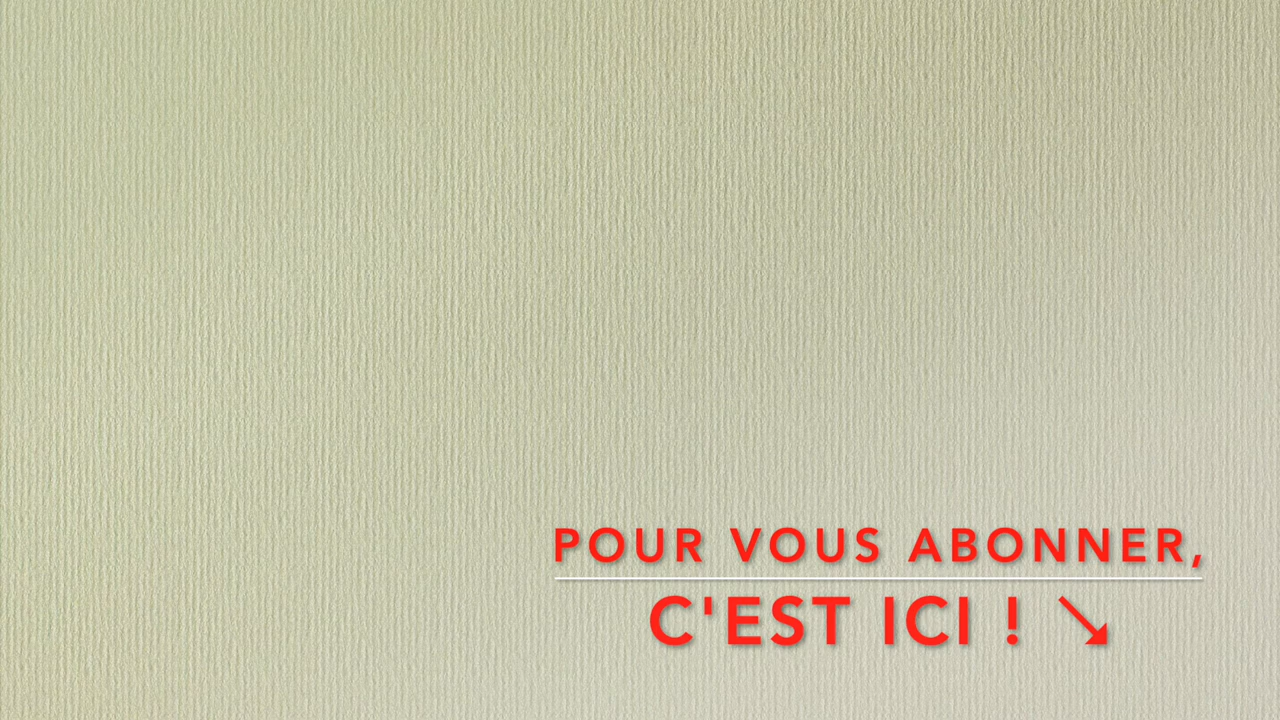 POUR VOUS ABONNER,
C'EST ICI ! ↘